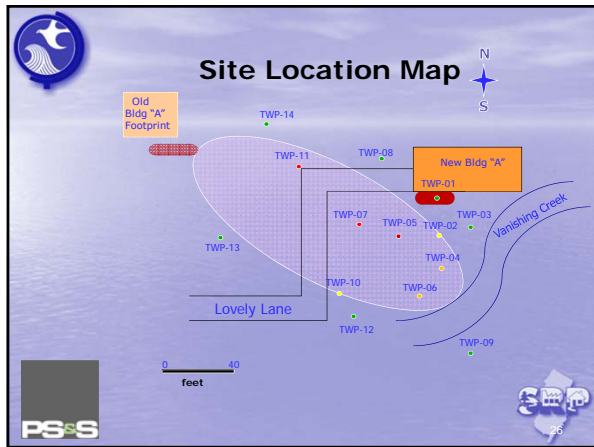 Site Location Map
N
S
Old
Bldg "A"
Footprint
TWP-14
TWP-11
TWP-08
New Bldg "A"
TWP-01
TWP-07
TWP-05
TWP-02
TWP-03
Vanishing Creek
TWP-13
TWP-04
TWP-10
TWP-06
Lovely Lane
TWP-12
TWP-09
0 40
feet
PS&S
SRP
26